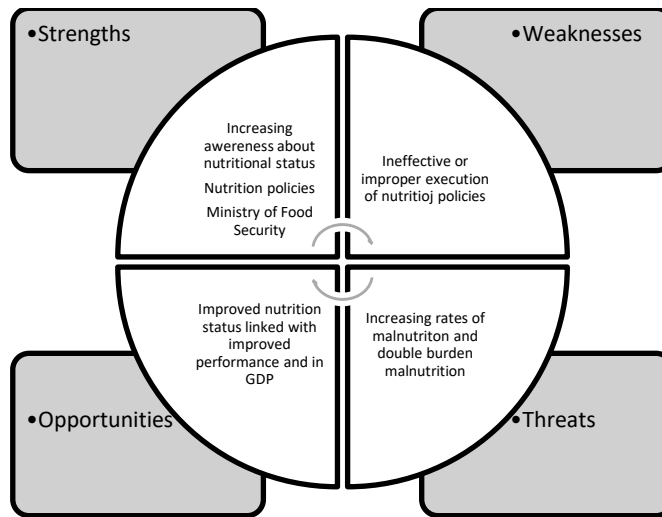 •Strengths
•Weaknesses
Increasing
awereness about
nutritional status
Nutrition policies
Ministry of Food
Security
Ineffective or
improper execution
of nutritioj policies
Improved nutrition
status linked with
improved
performance and in
GDP
Increasing rates of
malnutriton and
double burden
malnutrition
•Opportunities
•Threats